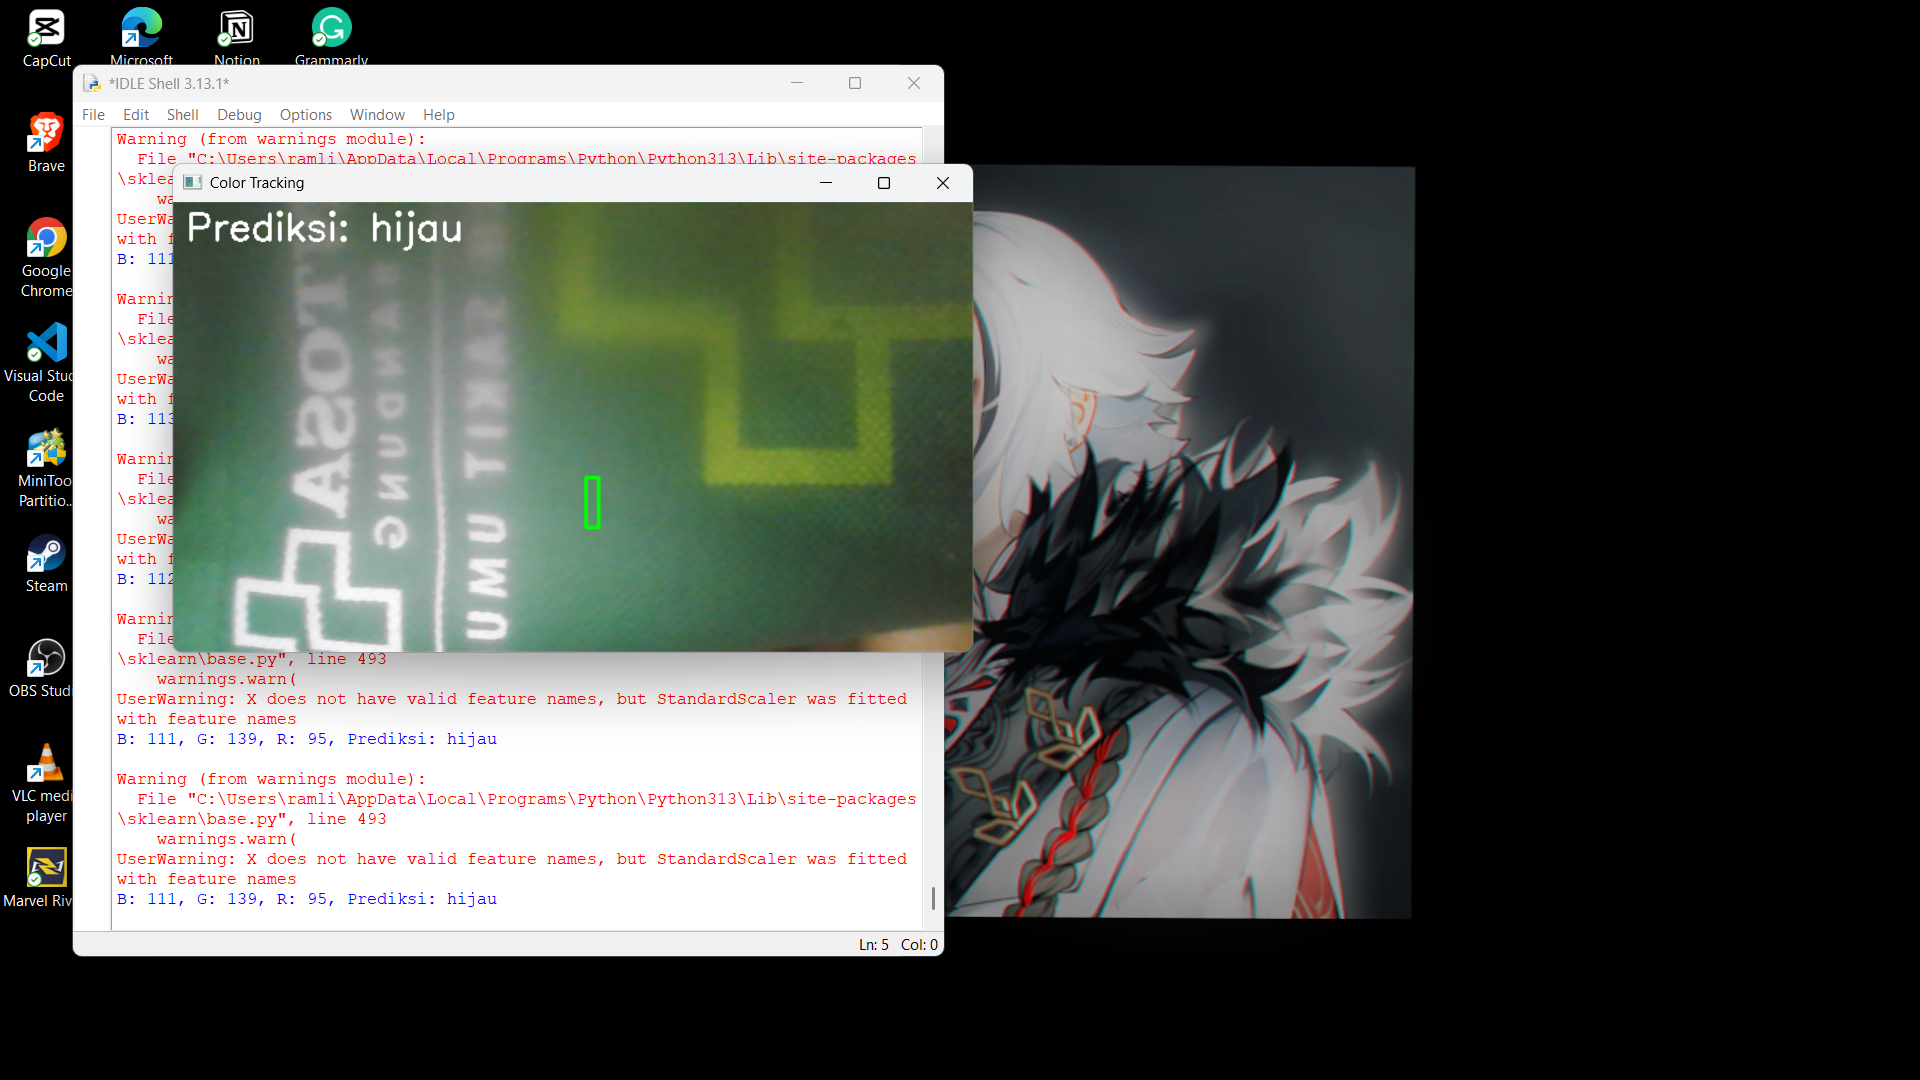 CapCut
Microsoft
Notion
Grammarly
Brave
Google
Chrome
Visual Stud
Code
MiniToo
Partitio..
Steam
OBS Studi
VLC medi
player
Marvel Riv
*IDLE Shell 3.13.1*
File Edit Shell Debug Options Window Help
Warning (from warnings module):
File "C:\Users\ramli\AppData\Local\Programs\Python\Python313\Lib\site-packages
\sklea
wa
UserWa
with f
B: 111
Warnin
File
\sklea
wa
UserWa
with f
B: 113
Warnin
File
\sklea
wa
UserWa
with f
B: 112
Warnin
File
\sklearn\base.py", line 493
warnings.warn(
UserWarning: X does not have valid feature names, but StandardScaler was fitted
with feature names
B: 111, G: 139, R: 95, Prediksi: hijau
Warning (from warnings module):
File "C:\Users\ramli\AppData\Local\Programs\Python\Python313\Lib\site-packages
\sklearn\base.py", line 493
warnings.warn(
UserWarning: X does not have valid feature names, but StandardScaler was fitted
with feature names
B: 111, G: 139, R: 95, Prediksi: hijau
Ln: 5 Col: 0
Color Tracking
Prediksi: hijau
UMU TIKAS